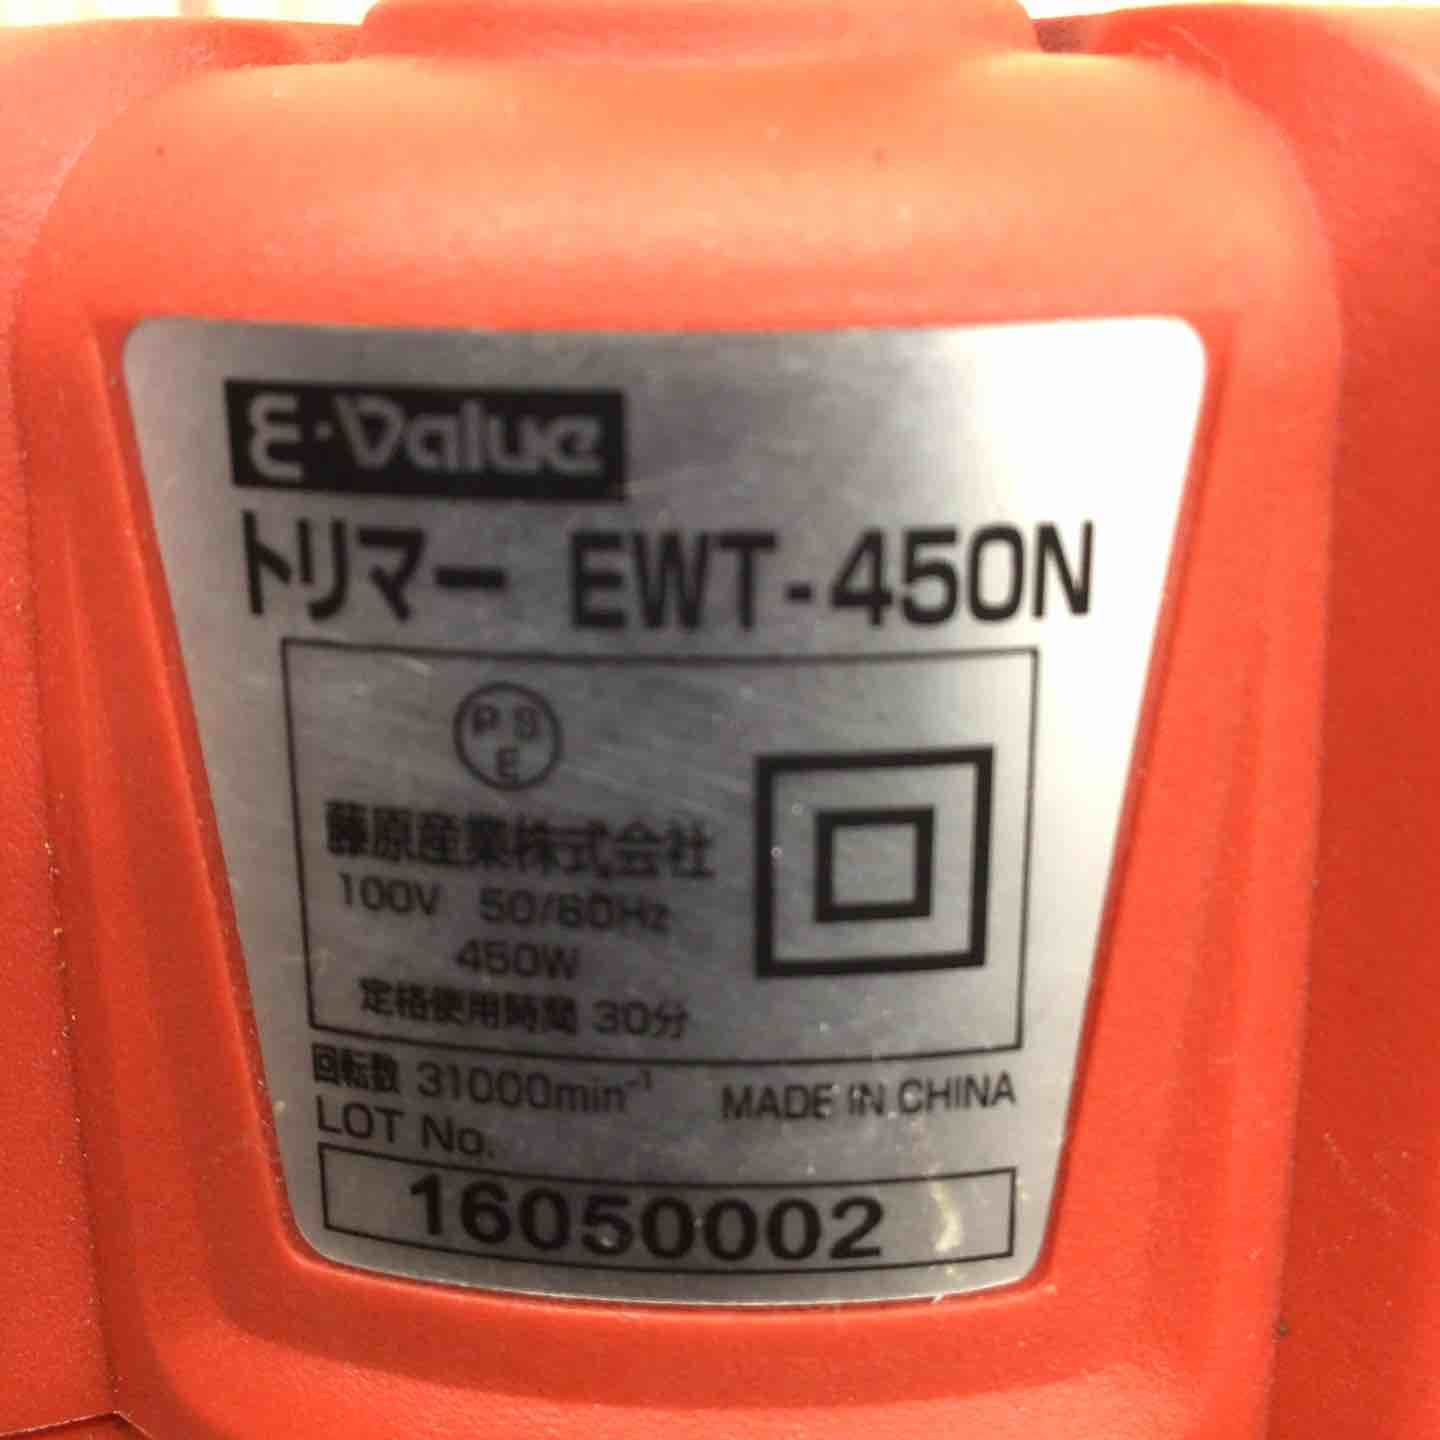 E·Value
トリマー EWT-450N
PSE
藤原産業株式会社
100V 50/60Hz
450W
定格使用時間 30分
回転数 31000min⁻¹ MADE IN CHINA
LOT No.
16050002